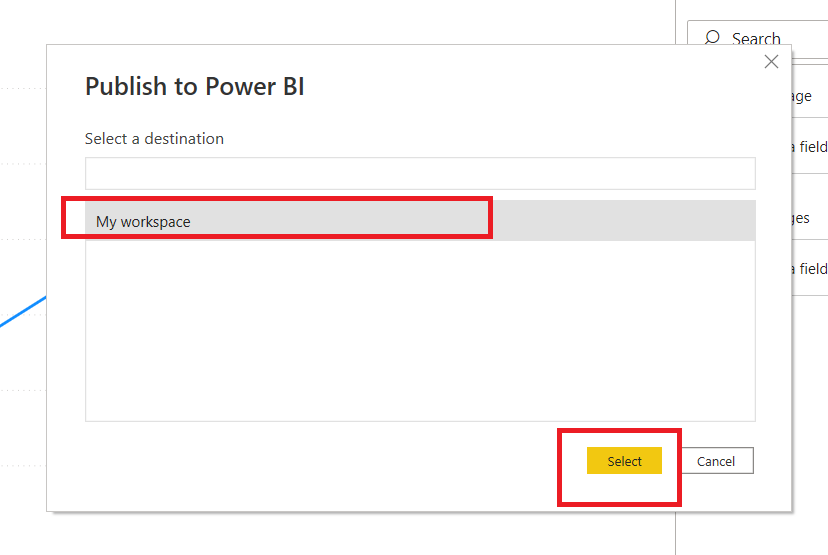 Search
Publish to Power BI
age
Select a destination
a field
My workspace
ges
a field
Select
Cancel